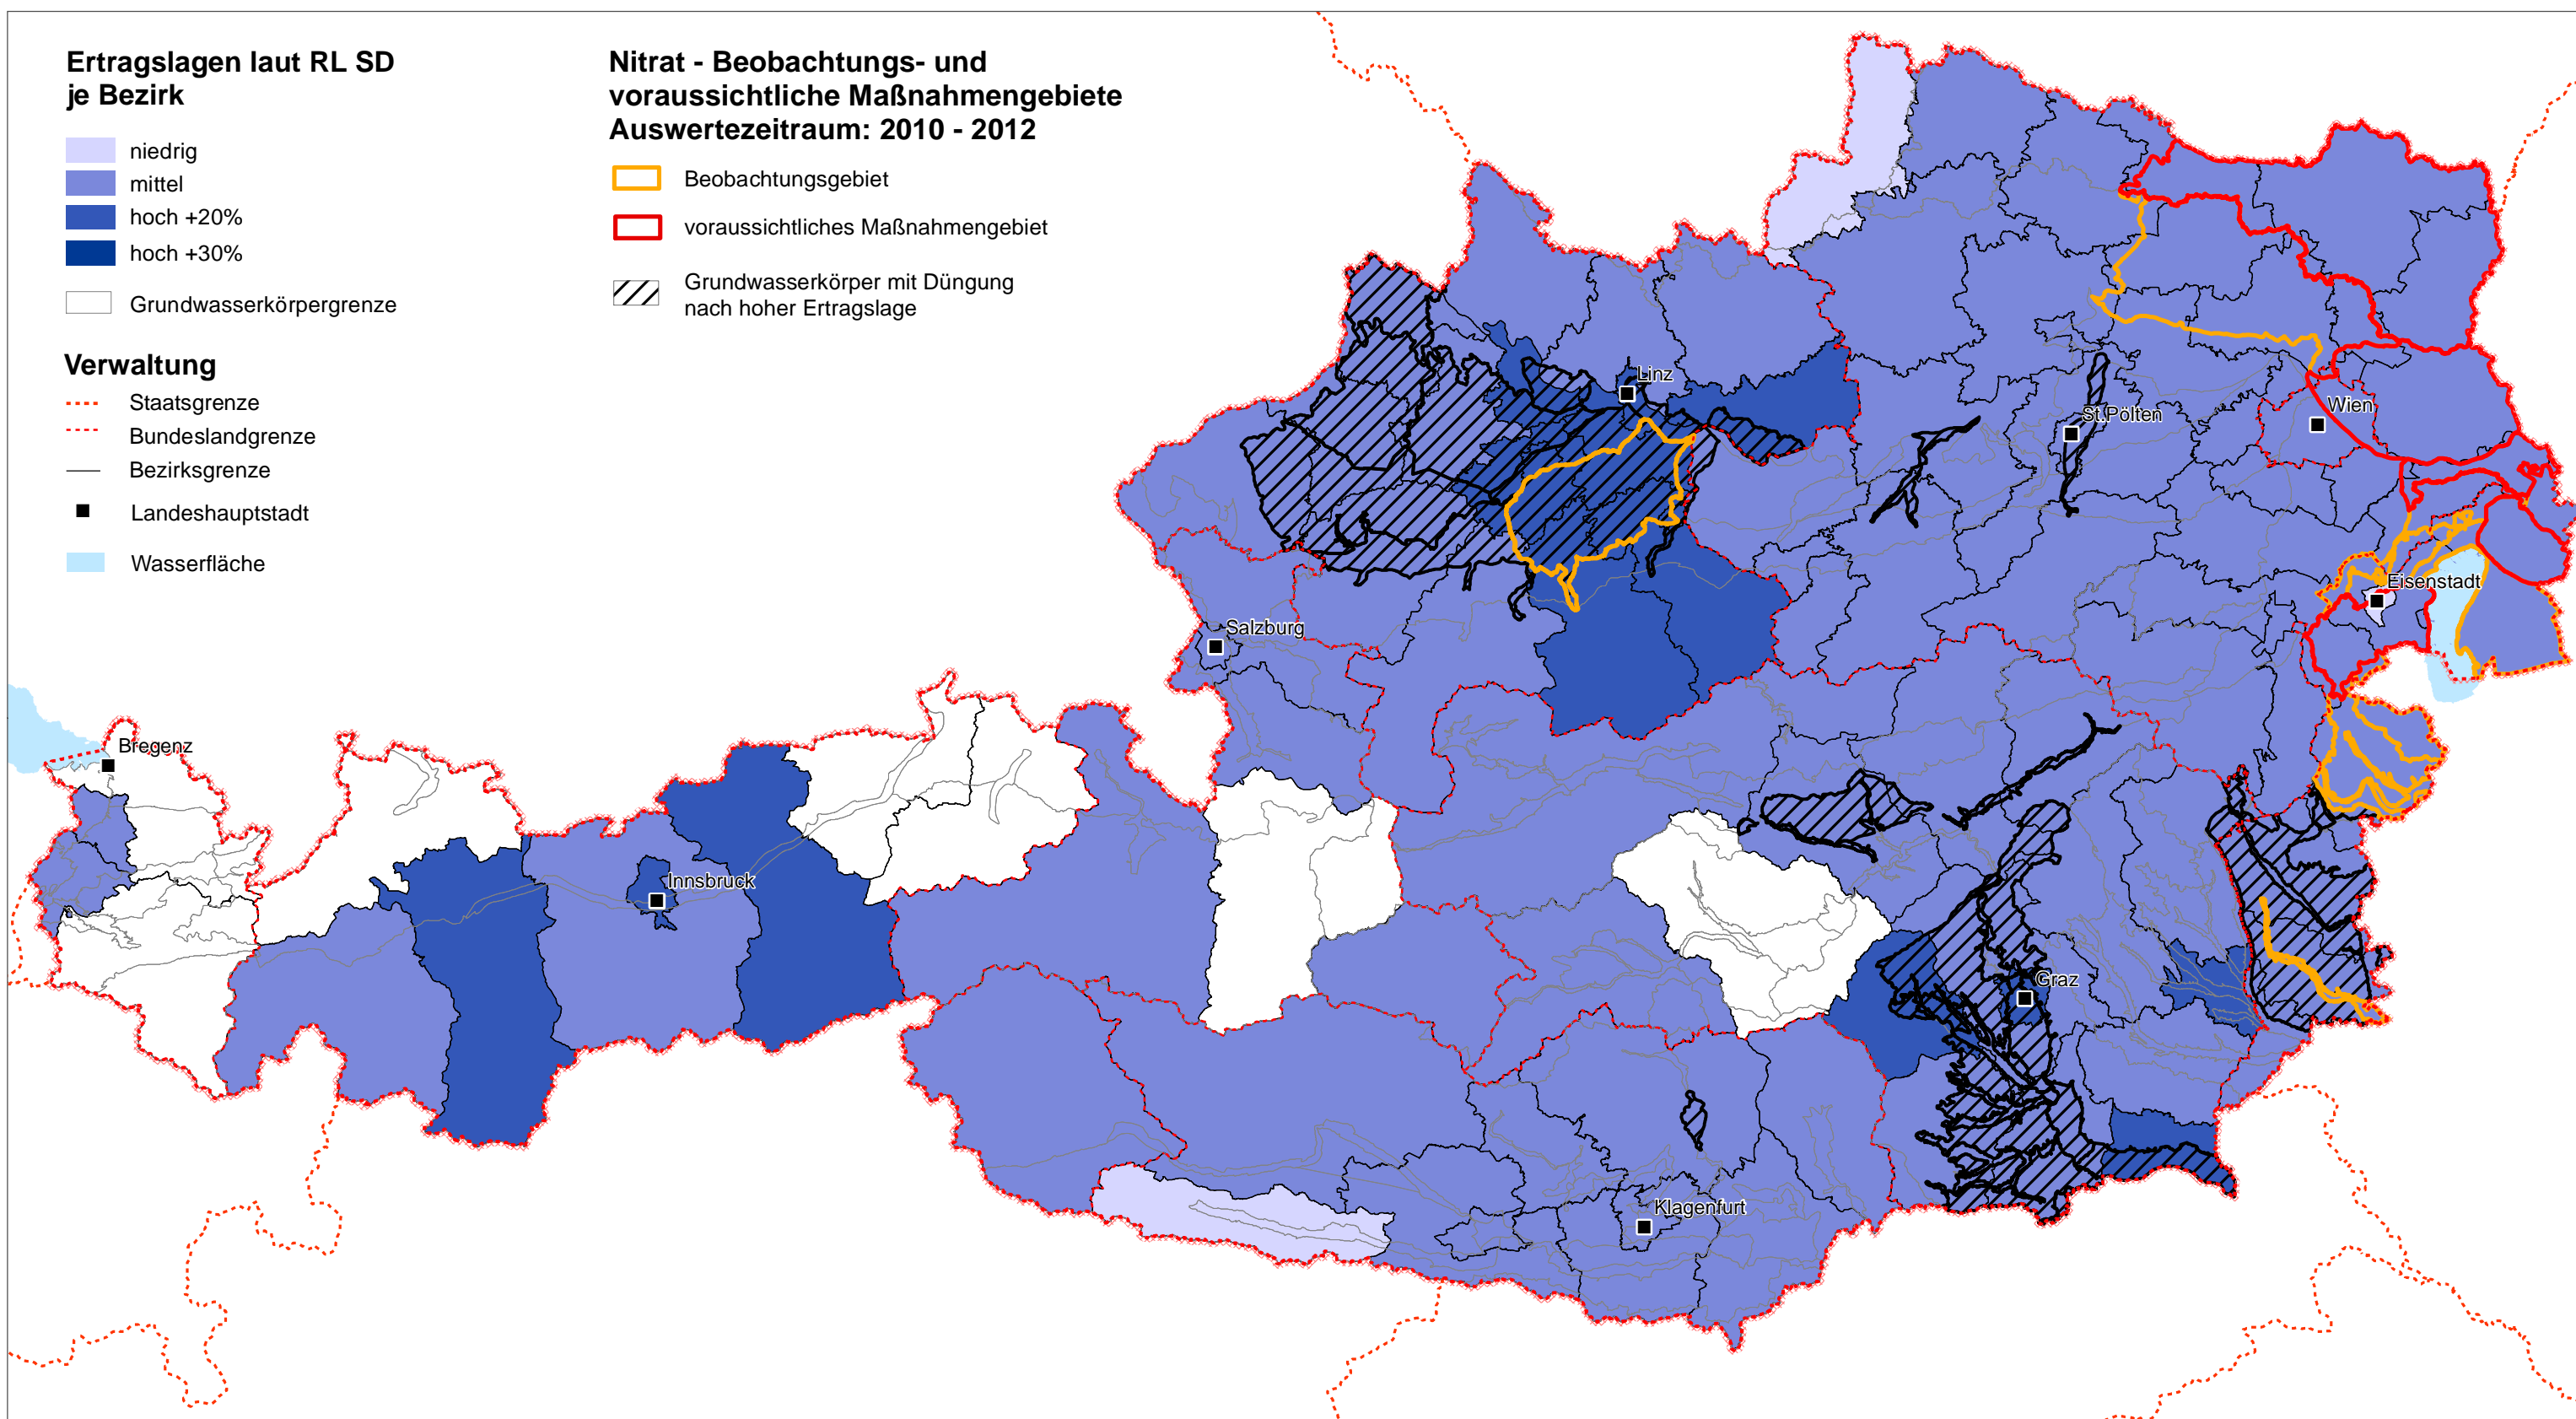 Ertragslagen laut RL SD
je Bezirk
niedrig
mittel
hoch +20%
hoch +30%
Grundwasserkörpergrenze
Verwaltung
Staatsgrenze
Bundeslandgrenze
Bezirksgrenze
Landeshauptstadt
Wasserfläche
Nitrat - Beobachtungs- und
voraussichtliche Maßnahmengebiete
Auswertezeitraum: 2010 - 2012
Beobachtungsgebiet
voraussichtliches Maßnahmengebiet
Grundwasserkörper mit Düngung
nach hoher Ertragslage
Linz
St.Pölten
Wien
Eisenstadt
Salzburg
Bregenz
Innsbruck
Graz
Klagenfurt